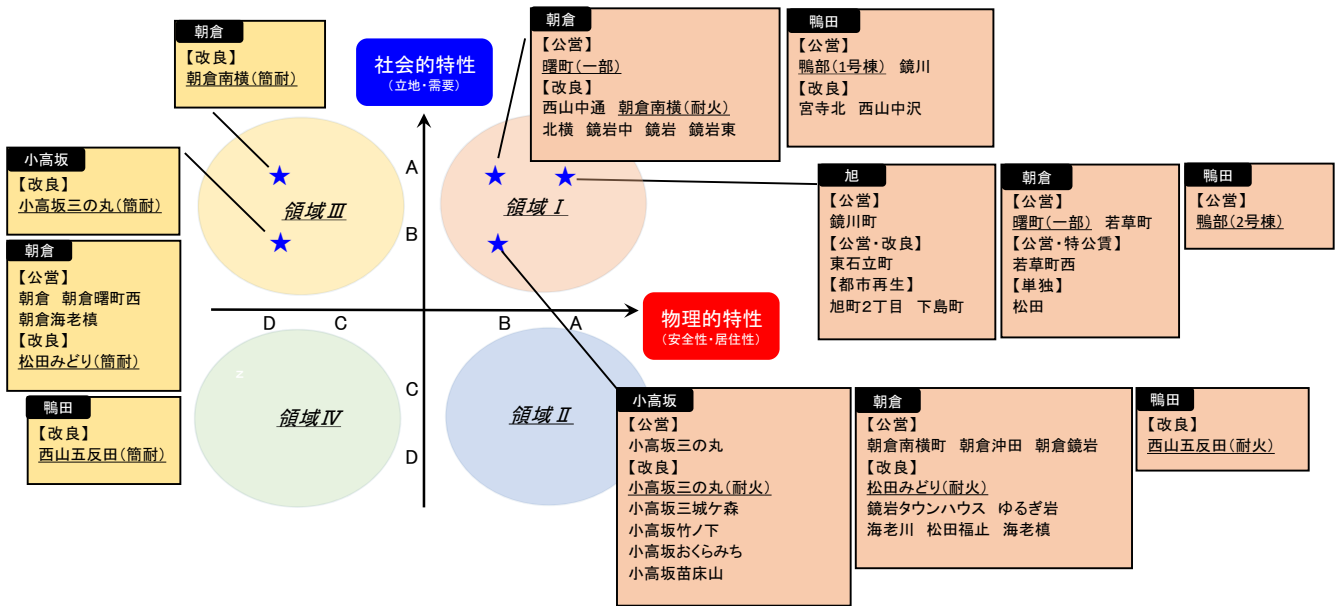 朝倉
【改良】
朝倉南横(簡耐)
小高坂
【改良】
小高坂三の丸(簡耐)
朝倉
【公営】
朝倉 朝倉曙町西
朝倉海老槙
【改良】
松田みどり(簡耐)
鴨田
【改良】
西山五反田(簡耐)
社会的特性
(立地・需要)
A
B
C
D
領域Ⅲ
領域Ⅰ
D
C
B
A
物理的特性
(安全性・居住性)
z
領域Ⅳ
領域Ⅱ
朝倉
【公営】
曙町(一部)
【改良】
西山中通 朝倉南横(耐火)
北横 鏡岩中 鏡岩 鏡岩東
鴨田
【公営】
鴨部(1号棟) 鏡川
【改良】
宮寺北 西山中沢
旭
【公営】
鏡川町
【公営・改良】
東石立町
【都市再生】
旭町2丁目 下島町
朝倉
【公営】
曙町(一部) 若草町
【公営・特公賃】
若草町西
【単独】
松田
鴨田
【公営】
鴨部(2号棟)
小高坂
【公営】
小高坂三の丸
【改良】
小高坂三の丸(耐火)
小高坂三城ケ森
小高坂竹ノ下
小高坂おくらみち
小高坂苗床山
朝倉
【公営】
朝倉南横町 朝倉沖田 朝倉鏡岩
【改良】
松田みどり(耐火)
鏡岩タウンハウス ゆるぎ岩
海老川 松田福止 海老槙
鴨田
【改良】
西山五反田(耐火)